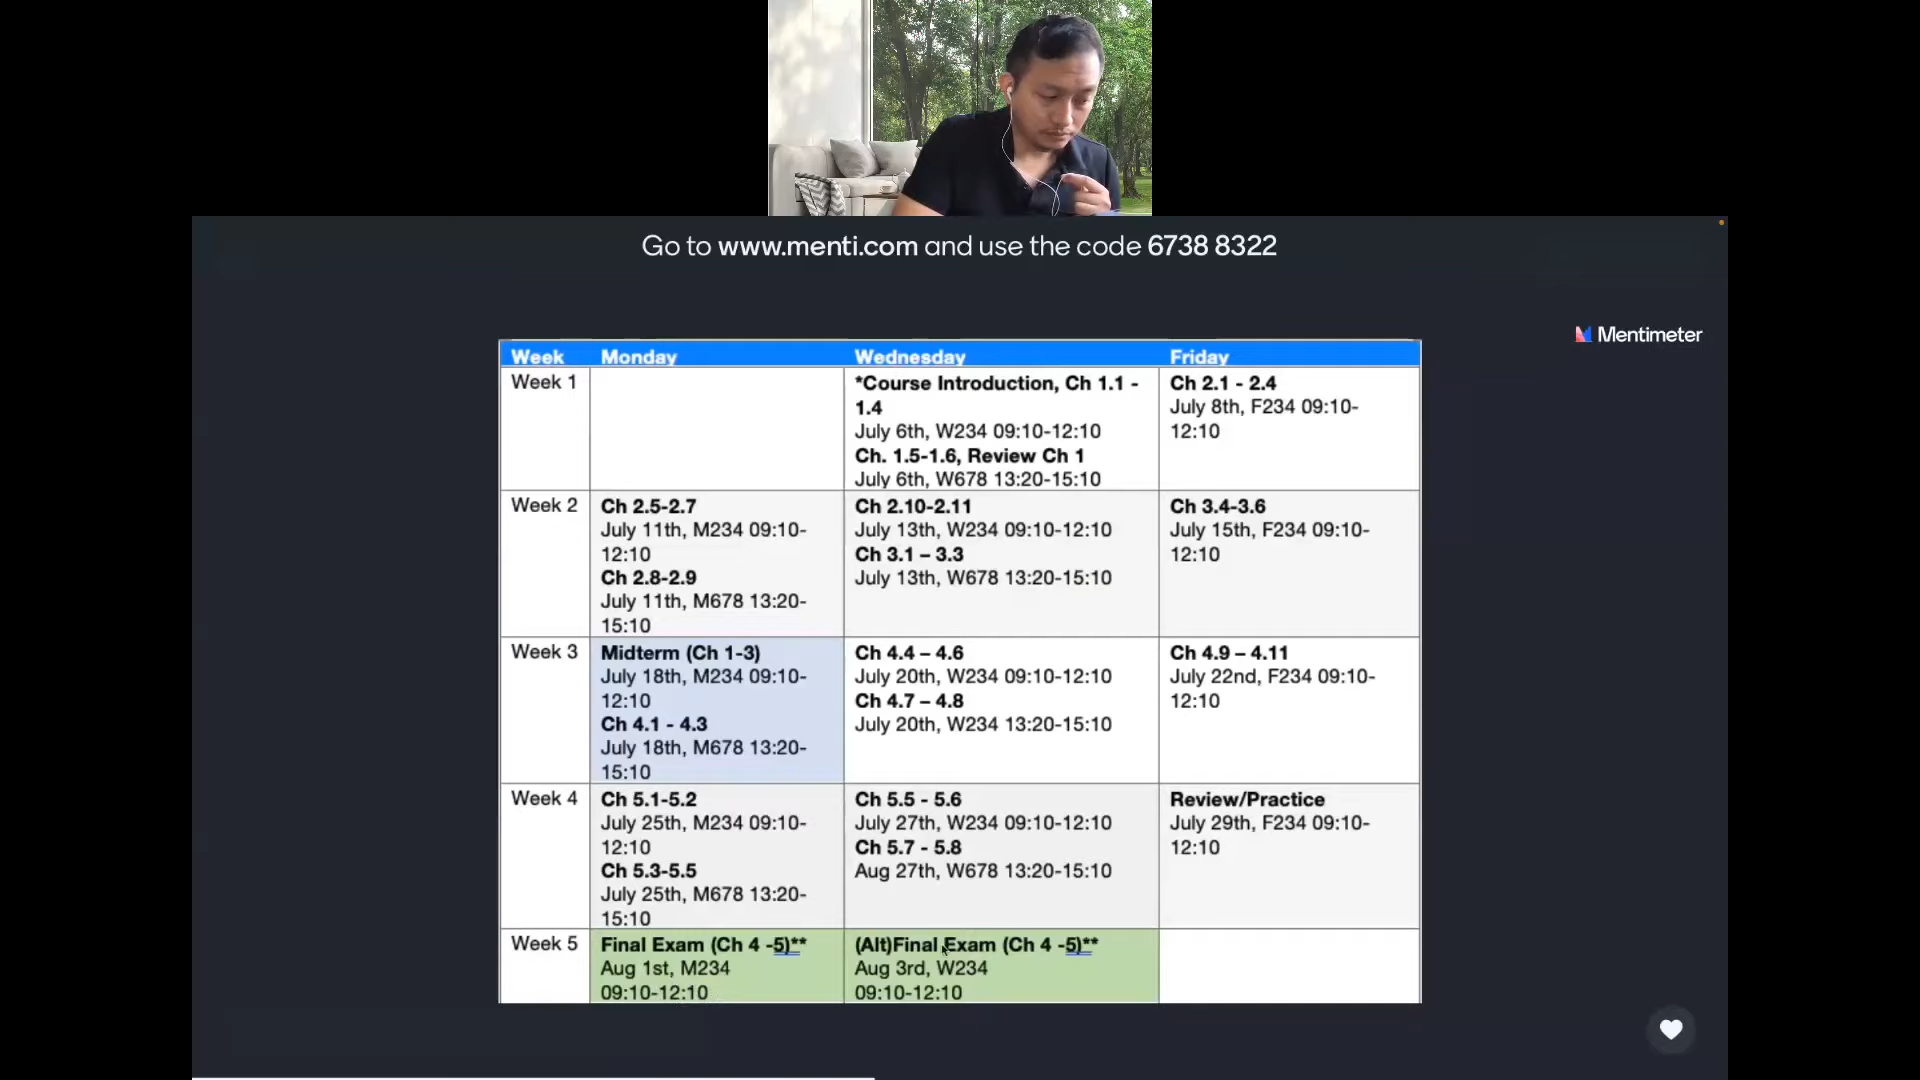 Go to www.menti.com and use the code 6738 8322
Mentimeter
Week Monday Wednesday Friday
Week 1
*Course Introduction, Ch 1.1 -
1.4
July 6th, W234 09:10-12:10
Ch. 1.5-1.6, Review Ch 1
July 6th, W678 13:20-15:10
Ch 2.1 - 2.4
July 8th, F234 09:10-
12:10
Week 2
Ch 2.5-2.7
July 11th, M234 09:10-
12:10
Ch 2.8-2.9
July 11th, M678 13:20-
15:10
Ch 2.10-2.11
July 13th, W234 09:10-12:10
Ch 3.1 – 3.3
July 13th, W678 13:20-15:10
Ch 3.4-3.6
July 15th, F234 09:10-
12:10
Week 3
Midterm (Ch 1-3)
July 18th, M234 09:10-
12:10
Ch 4.1 - 4.3
July 18th, M678 13:20-
15:10
Ch 4.4 – 4.6
July 20th, W234 09:10-12:10
Ch 4.7 – 4.8
July 20th, W234 13:20-15:10
Ch 4.9 – 4.11
July 22nd, F234 09:10-
12:10
Week 4
Ch 5.1-5.2
July 25th, M234 09:10-
12:10
Ch 5.3-5.5
July 25th, M678 13:20-
15:10
Ch 5.5 - 5.6
July 27th, W234 09:10-12:10
Ch 5.7 - 5.8
Aug 27th, W678 13:20-15:10
Review/Practice
July 29th, F234 09:10-
12:10
Week 5
Final Exam (Ch 4 -5)**
Aug 1st, M234
09:10-12:10
(Alt)Final Exam (Ch 4 -5)**
Aug 3rd, W234
09:10-12:10